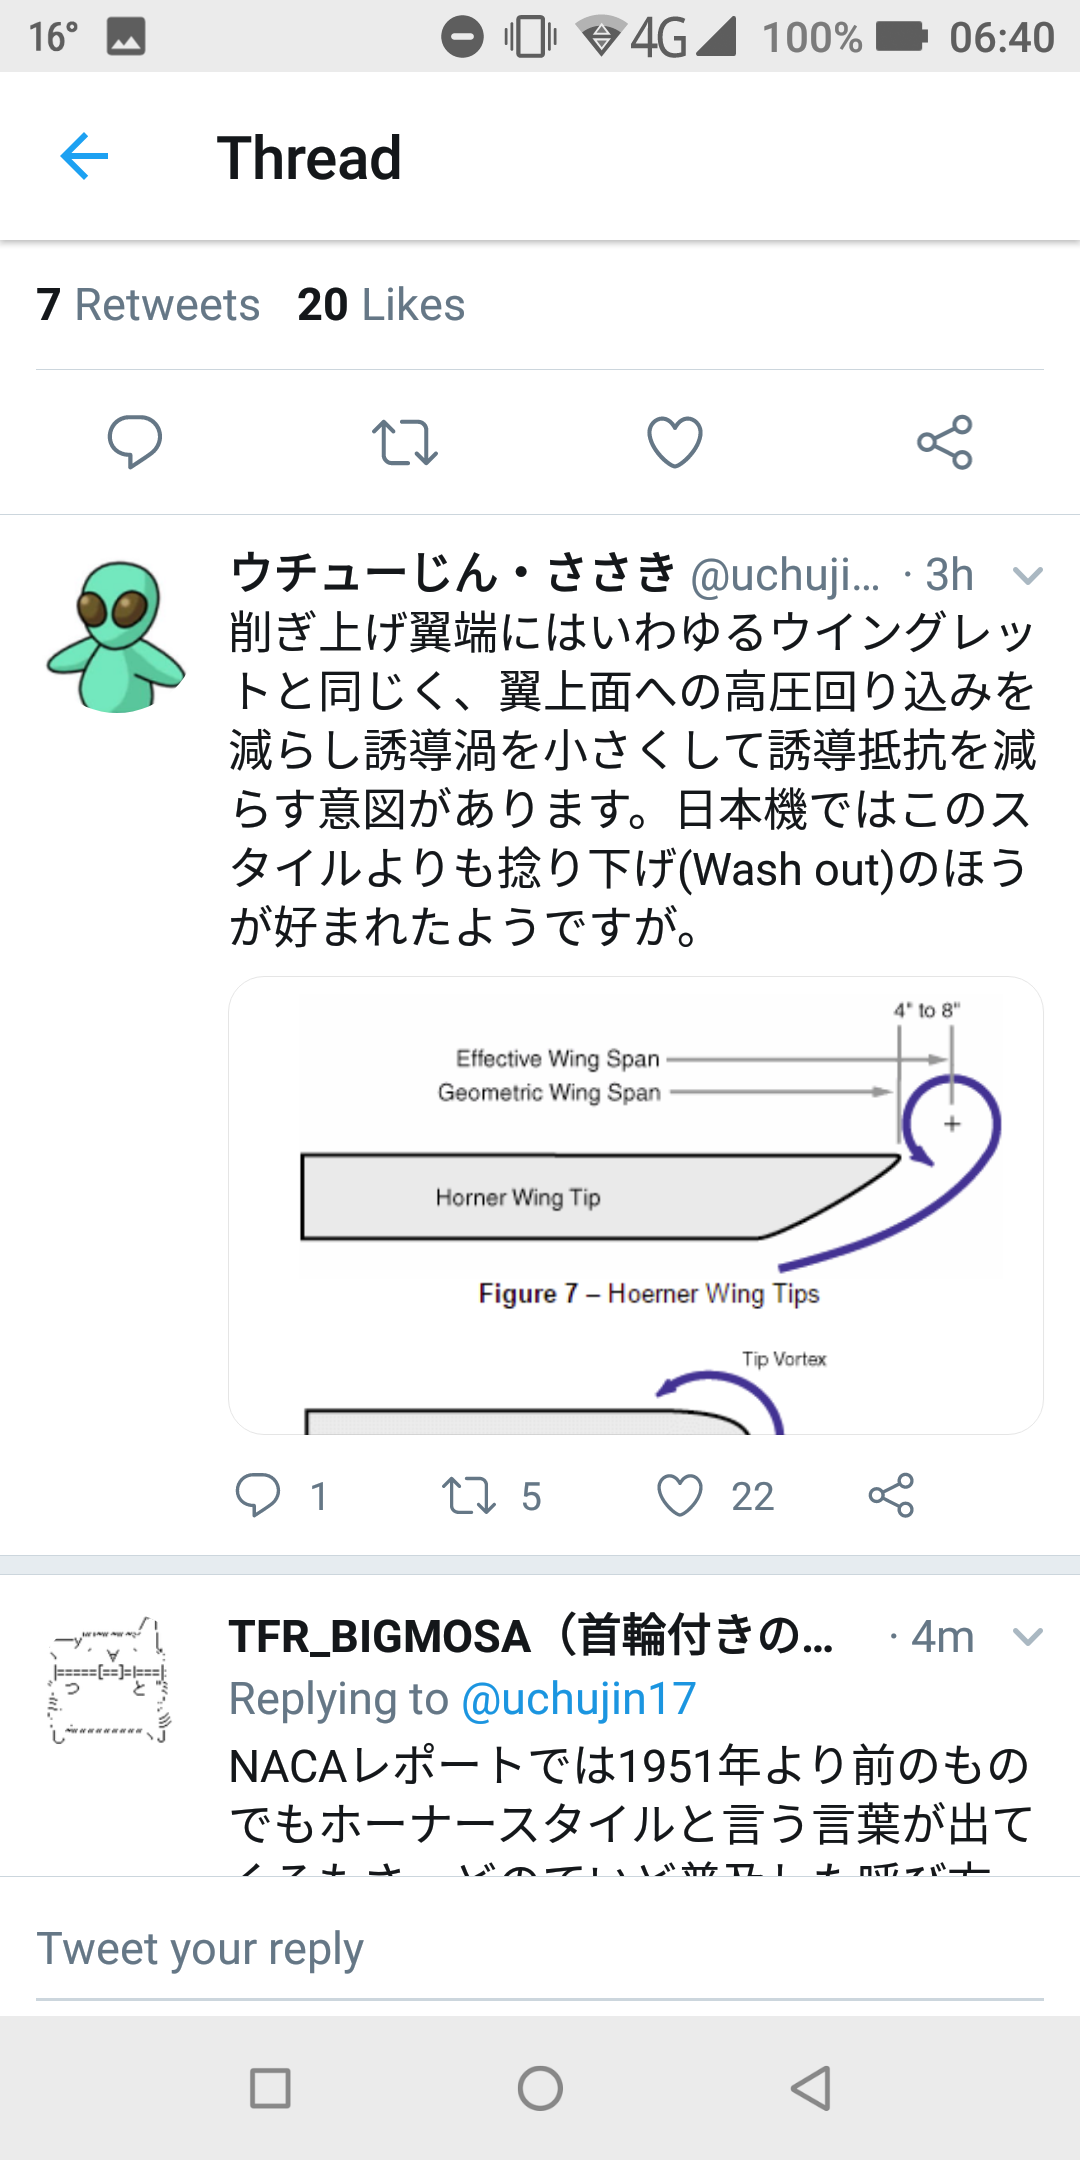 16°
4G 100% 06:40
Thread
7 Retweets 20 Likes
ウチューじん・ささき @uchuji... · 3h
削ぎ上げ翼端にはいわゆるウイングレッ
トと同じく、翼上面への高圧回り込みを
減らし誘導渦を小さくして誘導抵抗を減
らす意図があります。日本機ではこのス
タイルよりも捻り下げ(Wash out)のほう
が好まれたようですが。
4" to 8"
Effective Wing Span
Geometric Wing Span
Horner Wing Tip
Figure 7 – Hoerner Wing Tips
Tip Vortex
1 5 22
TFR_BIGMOSA（首輪付きの... · 4m
Replying to @uchujin17
NACAレポートでは1951年より前のもの
でもホーナースタイルと言う言葉が出て
Tweet your reply